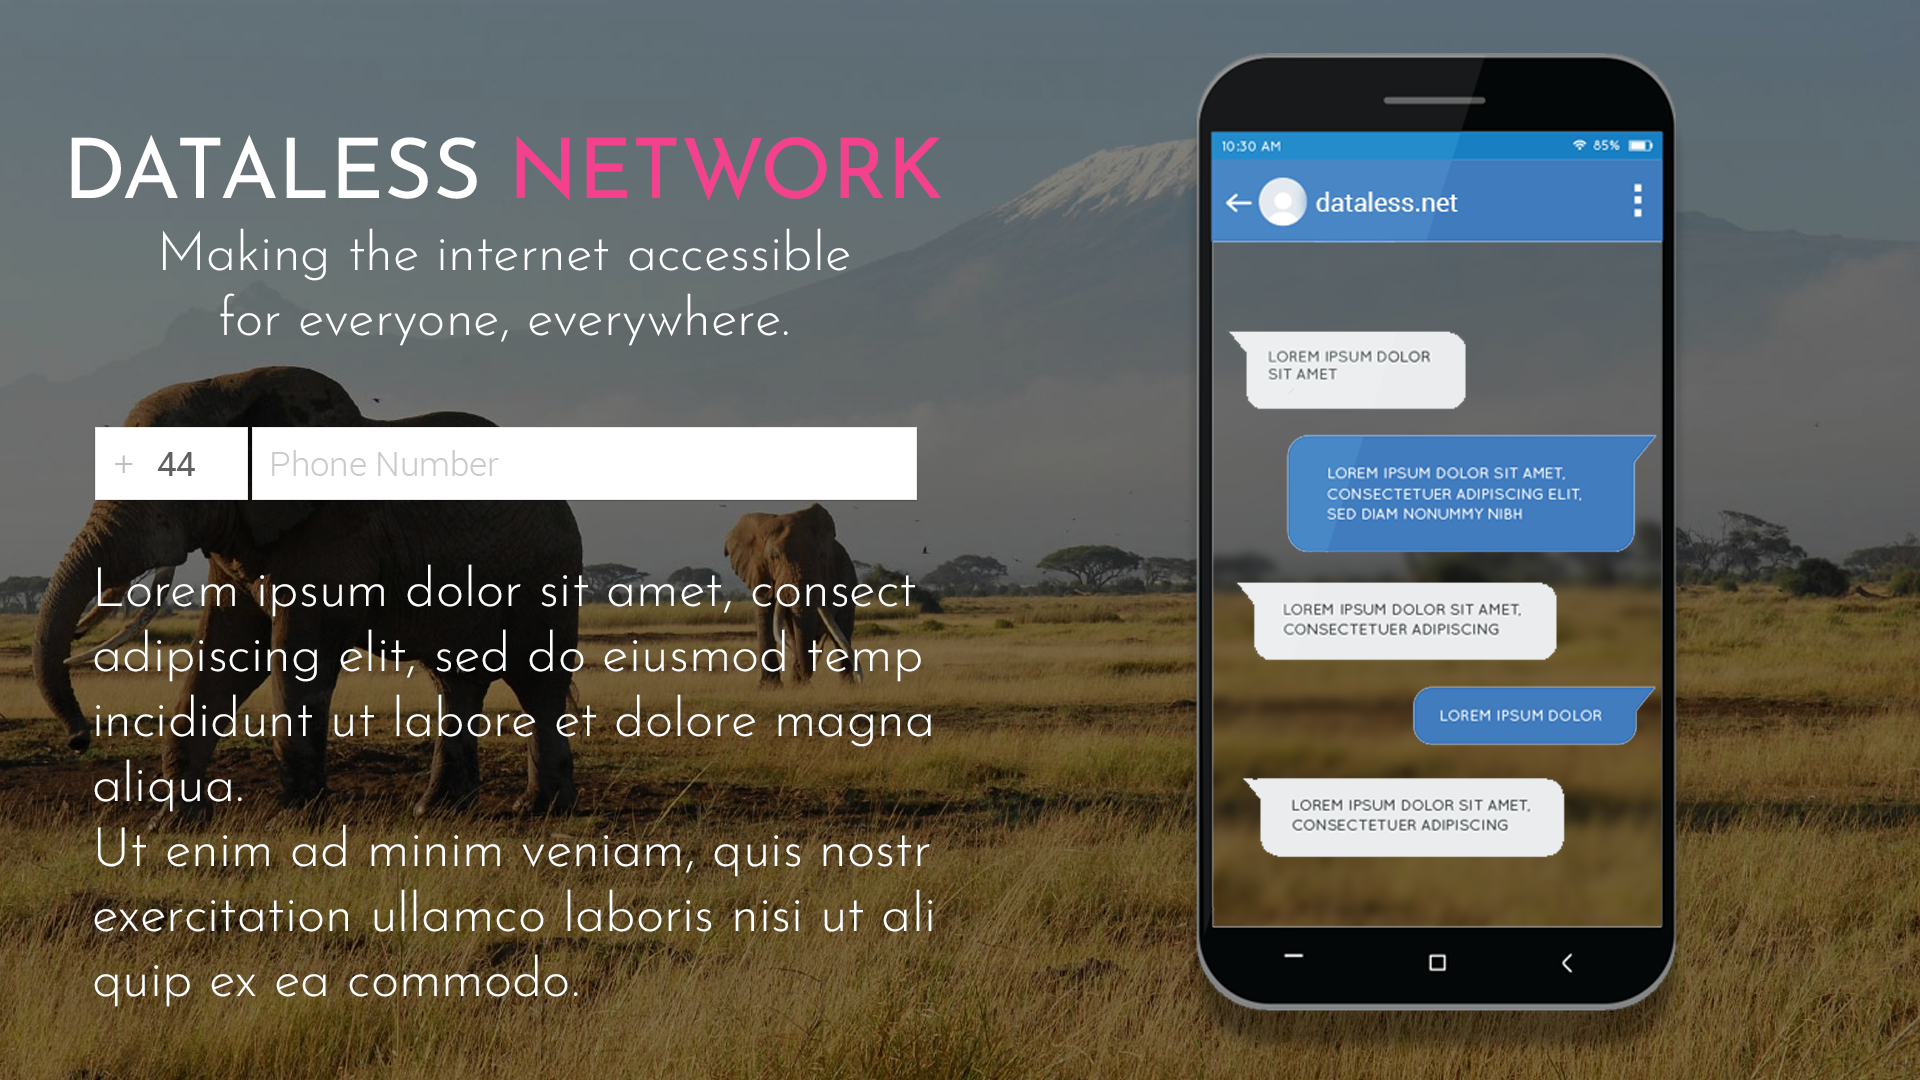 DATALESS NETWORK
Making the internet accessible
for everyone, everywhere.
+ 44 Phone Number
Lorem ipsum dolor sit amet, consect
adipiscing elit, sed do eiusmod temp
incididunt ut labore et dolore magna
aliqua.
Ut enim ad minim veniam, quis nostr
exercitation ullamco laboris nisi ut ali
quip ex ea commodo.
10:30 AM 85%
dataless.net
LOREM IPSUM DOLOR
SIT AMET
LOREM IPSUM DOLOR SIT AMET,
CONSECTETUER ADIPISCING ELIT,
SED DIAM NONUMMY NIBH
LOREM IPSUM DOLOR SIT AMET,
CONSECTETUER ADIPISCING
LOREM IPSUM DOLOR
LOREM IPSUM DOLOR SIT AMET,
CONSECTETUER ADIPISCING